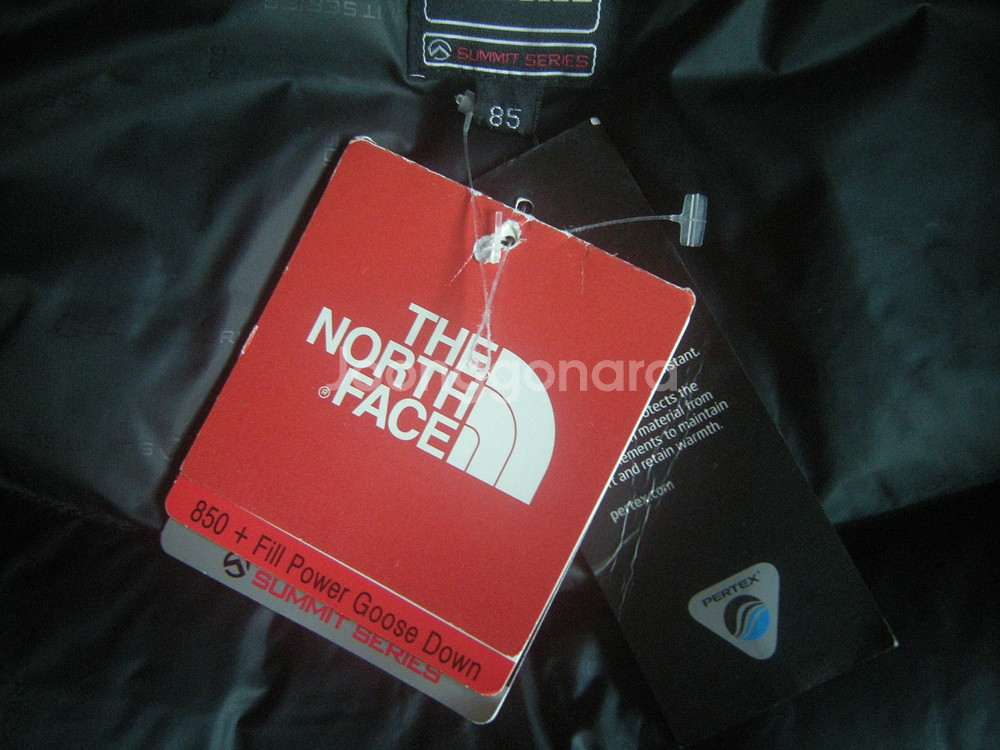 SUMMIT SERIES
85
THE
NORTH
FACE
®
850 + Fill Power Goose Down
SUMMIT SERIES
stant.
otects the
material from
ements to maintain
and retain warmth.
pertex.com
PERTEX